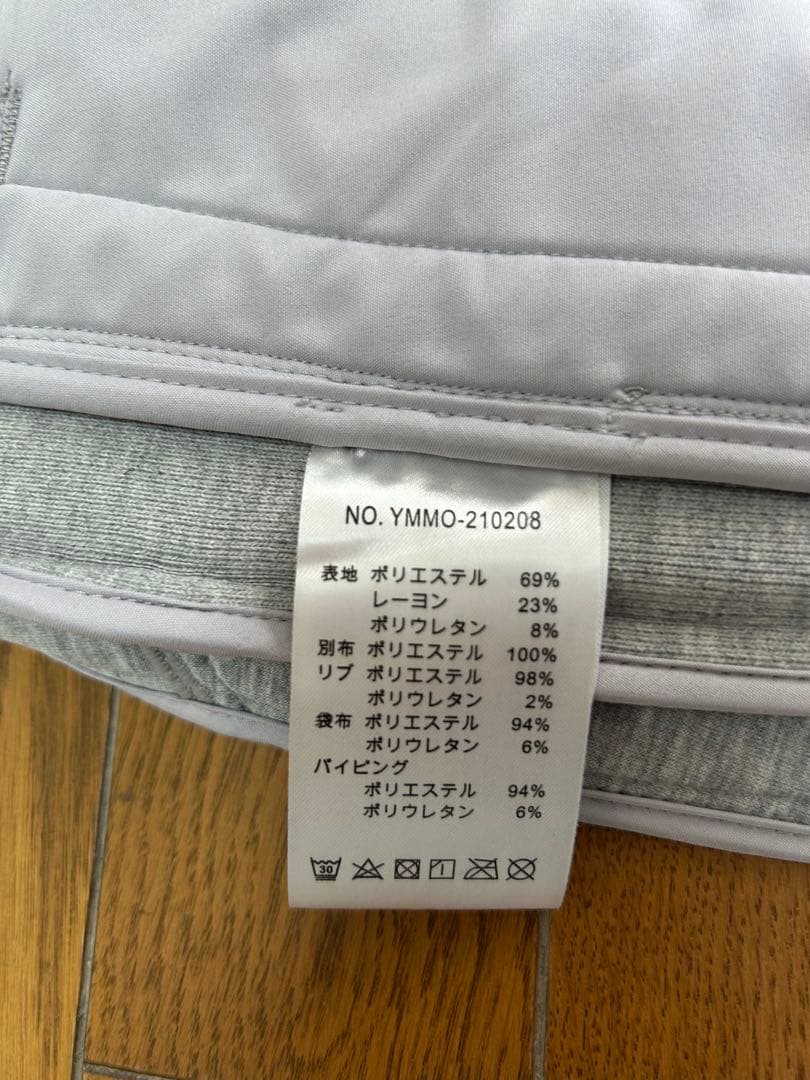 NO. YMMO-210208
表地 ポリエステル 69%
レーヨン 23%
ポリウレタン 8%
別布 ポリエステル 100%
リブ ポリエステル 98%
ポリウレタン 2%
袋布 ポリエステル 94%
ポリウレタン 6%
パイピング
ポリエステル 94%
ポリウレタン 6%
30